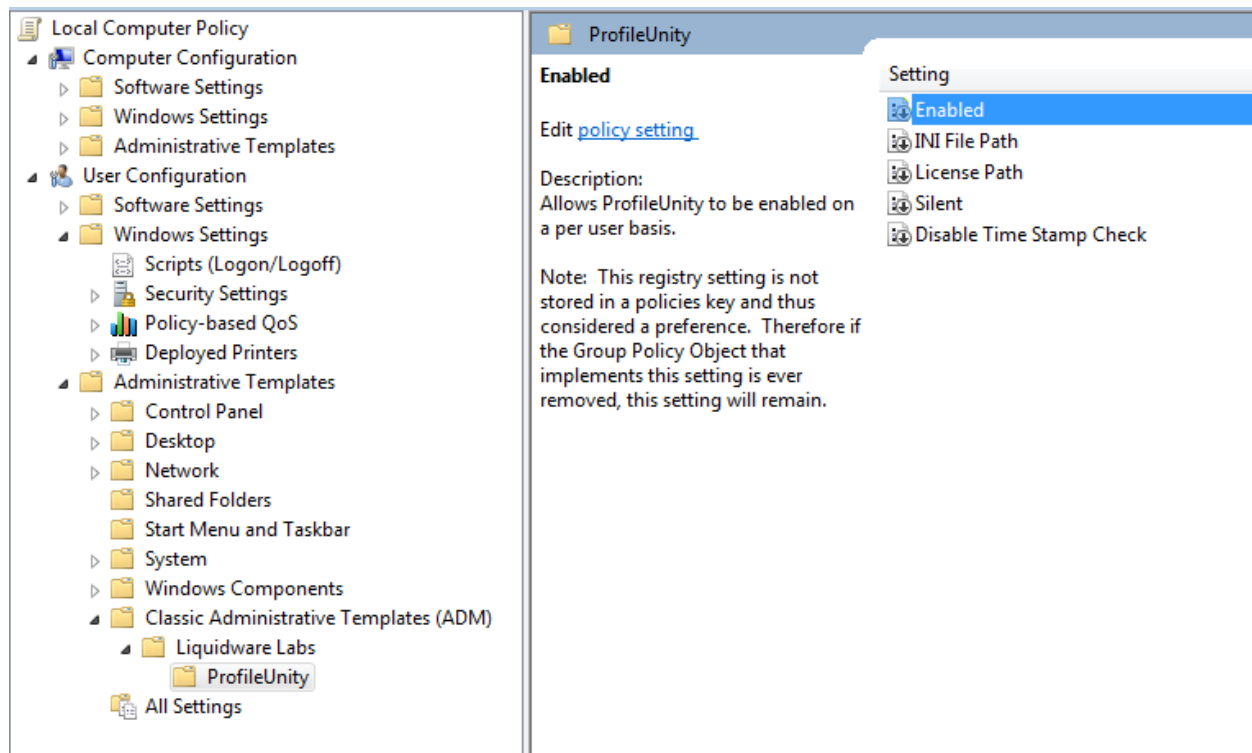 Local Computer Policy
Computer Configuration
Software Settings
Windows Settings
Administrative Templates
User Configuration
Software Settings
Windows Settings
Scripts (Logon/Logoff)
Security Settings
Policy-based QoS
Deployed Printers
Administrative Templates
Control Panel
Desktop
Network
Shared Folders
Start Menu and Taskbar
System
Windows Components
Classic Administrative Templates (ADM)
Liquidware Labs
ProfileUnity
All Settings
ProfileUnity
Enabled
Edit policy setting
Description:
Allows ProfileUnity to be enabled on
a per user basis.
Note:  This registry setting is not
stored in a policies key and thus
considered a preference.  Therefore if
the Group Policy Object that
implements this setting is ever
removed, this setting will remain.
Setting
Enabled
INI File Path
License Path
Silent
Disable Time Stamp Check